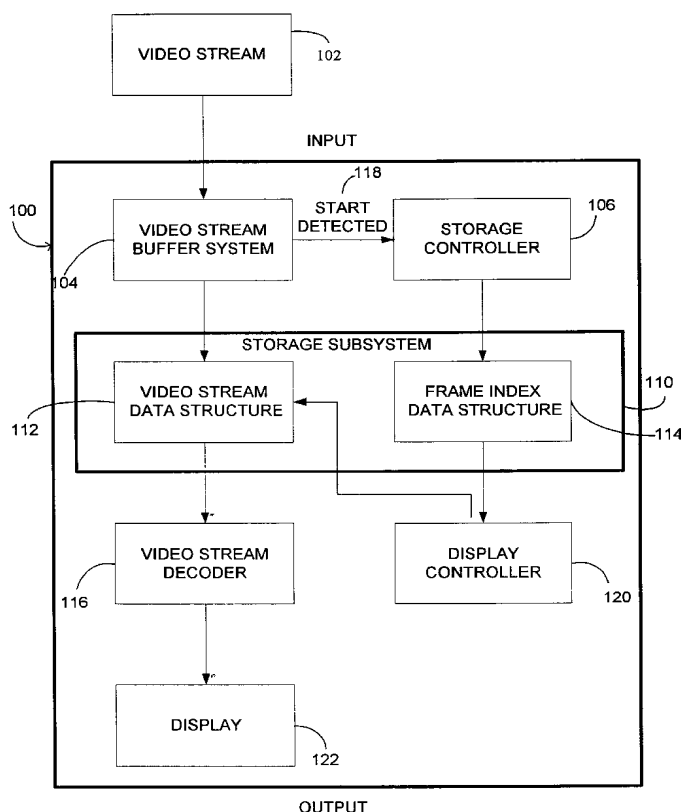 VIDEO STREAM
102
INPUT
118
100
VIDEO STREAM
BUFFER SYSTEM
START
DETECTED
STORAGE
CONTROLLER
106
104
STORAGE SUBSYSTEM
VIDEO STREAM
DATA STRUCTURE
FRAME INDEX
DATA STRUCTURE
110
112
114
VIDEO STREAM
DECODER
DISPLAY
CONTROLLER
116
120
DISPLAY
122
OUTPUT